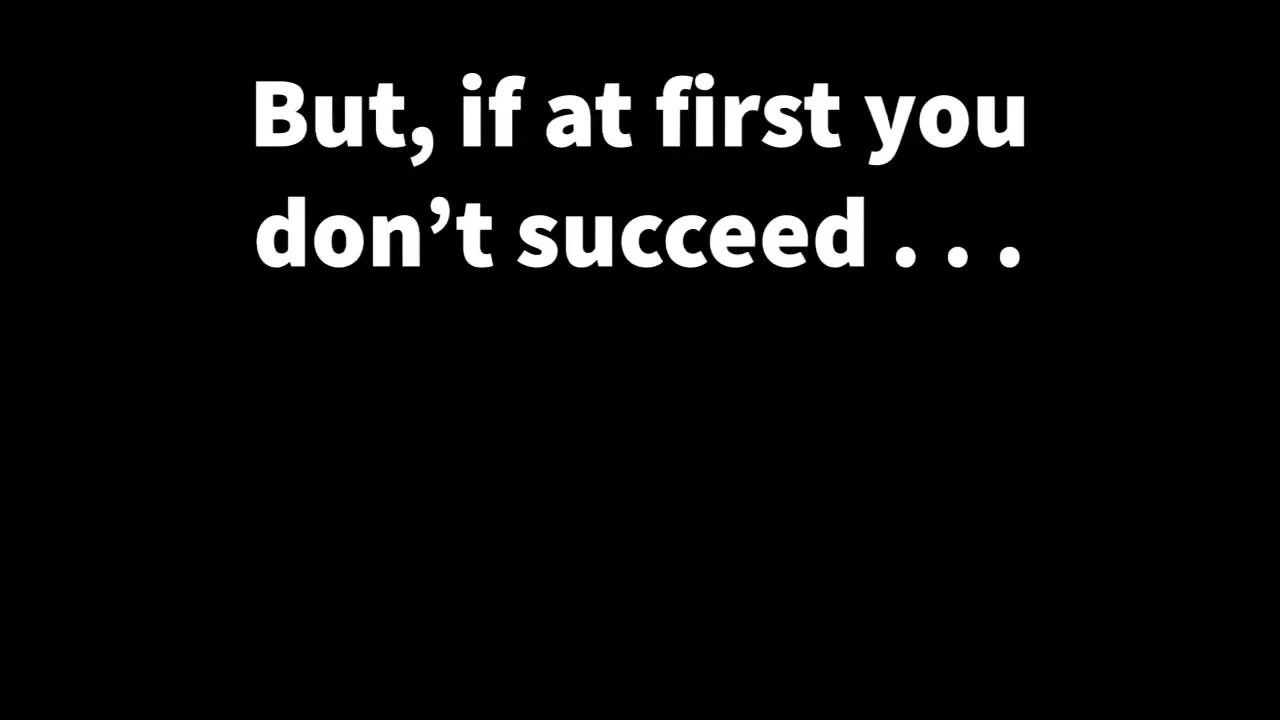 But, if at first you
don’t succeed . . .